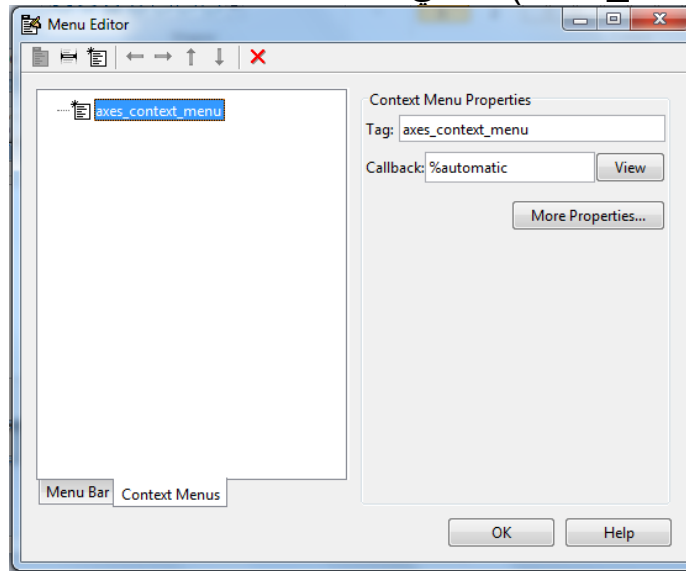 Menu Editor
axes_context_menu
Context Menu Properties
Tag: axes_context_menu
Callback: %automatic View
More Properties...
Menu Bar Context Menus
OK Help